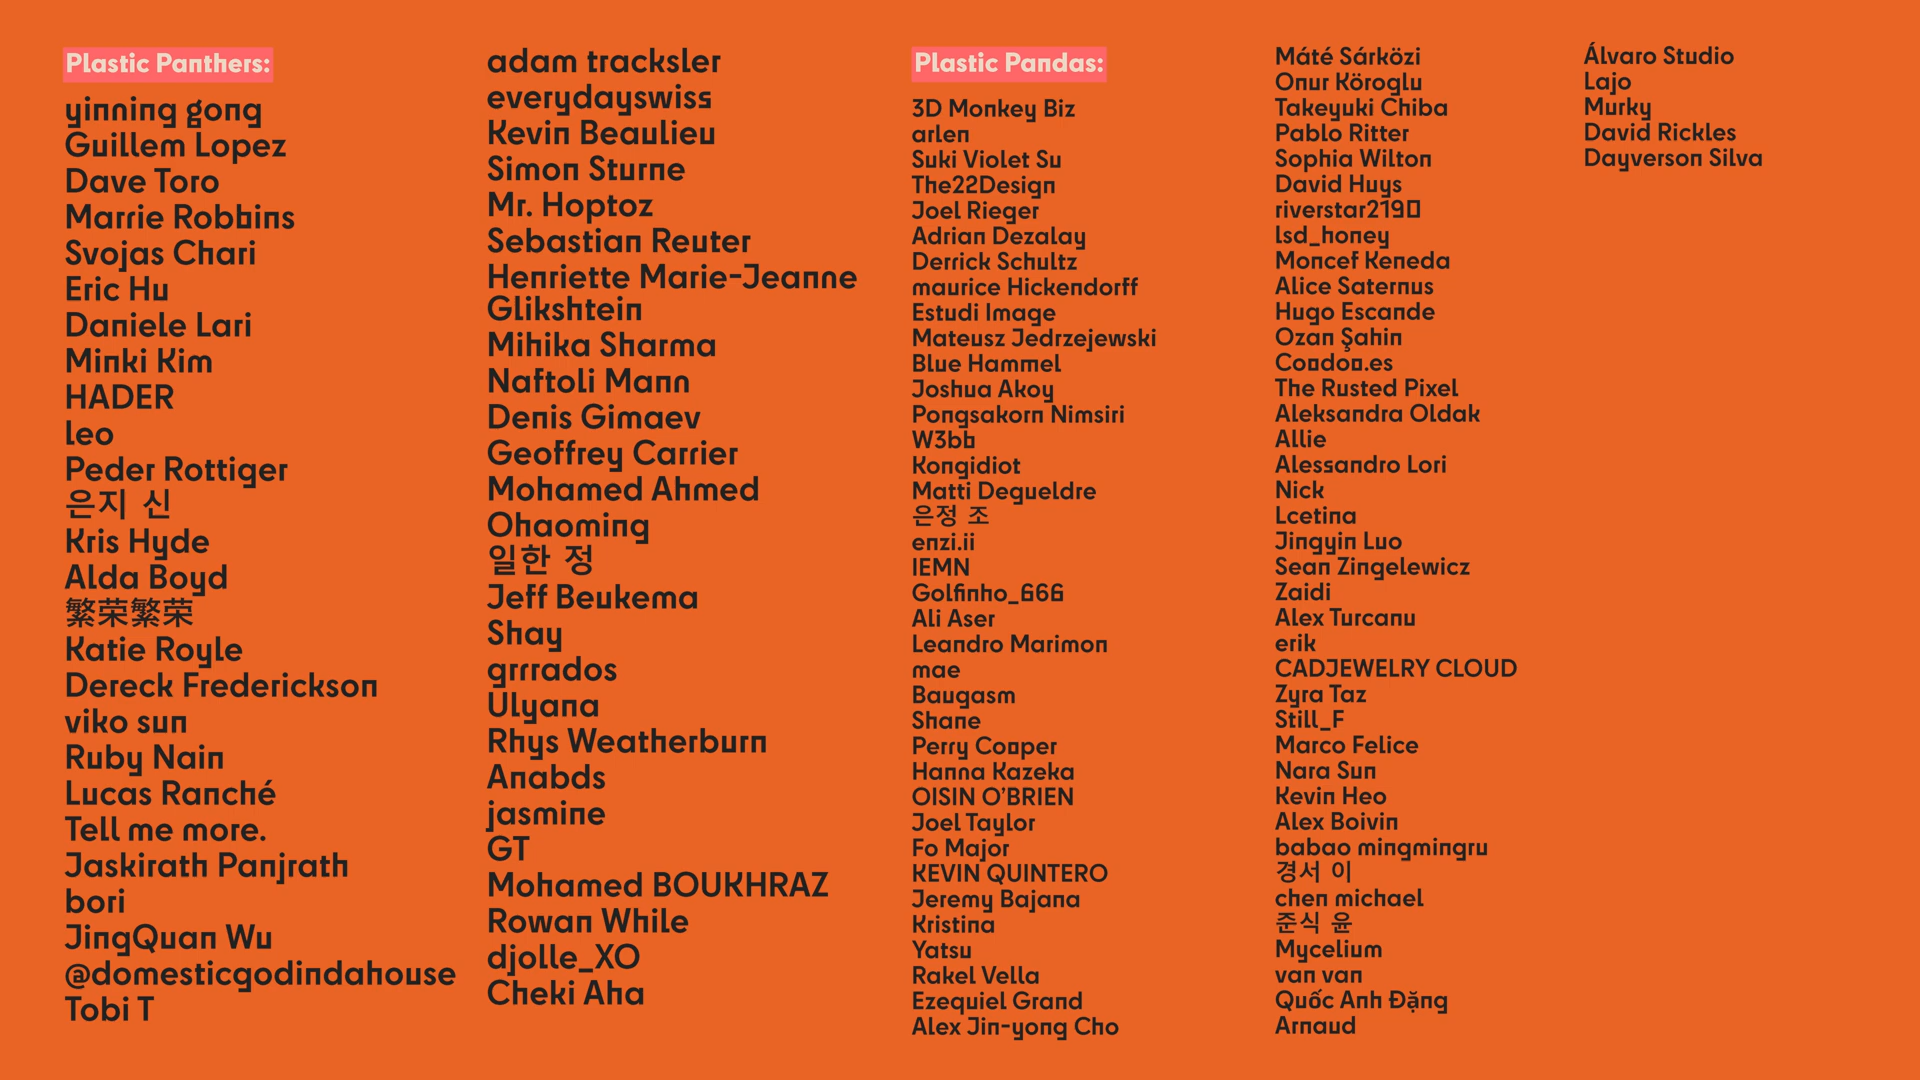 Plastic Panthers:
yinning gong
Guillem Lopez
Dave Toro
Marrie Robbins
Svojas Chari
Eric Hu
Daniele Lari
Minki Kim
HADER
leo
Peder Rottiger
은지 신
Kris Hyde
Alda Boyd
繁荣繁荣
Katie Royle
Dereck Frederickson
viko sun
Ruby Nain
Lucas Ranché
Tell me more.
Jaskirath Panjrath
bori
JingQuan Wu
@domesticgodindahouse
Tobi T
adam tracksler
everydayswiss
Kevin Beaulieu
Simon Sturne
Mr. Hoptoz
Sebastian Reuter
Henriette Marie-Jeanne
Glikshtein
Mihika Sharma
Naftoli Mann
Denis Gimaev
Geoffrey Carrier
Mohamed Ahmed
Ohaoming
일한 정
Jeff Beukema
Shay
grrrados
Ulyana
Rhys Weatherburn
Anabds
jasmine
GT
Mohamed BOUKHRAZ
Rowan While
djolle_XO
Cheki Aha
Plastic Pandas:
3D Monkey Biz
arlen
Suki Violet Su
The22Design
Joel Rieger
Adrian Dezalay
Derrick Schultz
maurice Hickendorff
Estudi Image
Mateusz Jedrzejewski
Blue Hammel
Joshua Akoy
Pongsakorn Nimsiri
W3bb
Kongidiot
Matti Degueldre
은정 조
enzi.ii
IEMN
Golfinho_666
Ali Aser
Leandro Marimon
mae
Baugasm
Shane
Perry Cooper
Hanna Kazeka
OISIN O’BRIEN
Joel Taylor
Fo Major
KEVIN QUINTERO
Jeremy Bajana
Kristina
Yatsu
Rakel Vella
Ezequiel Grand
Alex Jin-yong Cho
Máté Sárközi
Onur Köroglu
Takeyuki Chiba
Pablo Ritter
Sophia Wilton
David Huys
riverstar2190
lsd_honey
Moncef Keneda
Alice Saternus
Hugo Escande
Ozan Şahin
Condon.es
The Rusted Pixel
Aleksandra Oldak
Allie
Alessandro Lori
Nick
Lcetina
Jingyin Luo
Sean Zingelewicz
Zaidi
Alex Turcanu
erik
CADJEWELRY CLOUD
Zyra Taz
Still_F
Marco Felice
Nara Sun
Kevin Heo
Alex Boivin
babao mingmingru
경서 이
chen michael
준식 윤
Mycelium
van van
Quốc Anh Đặng
Arnaud
Álvaro Studio
Lajo
Murky
David Rickles
Dayverson Silva